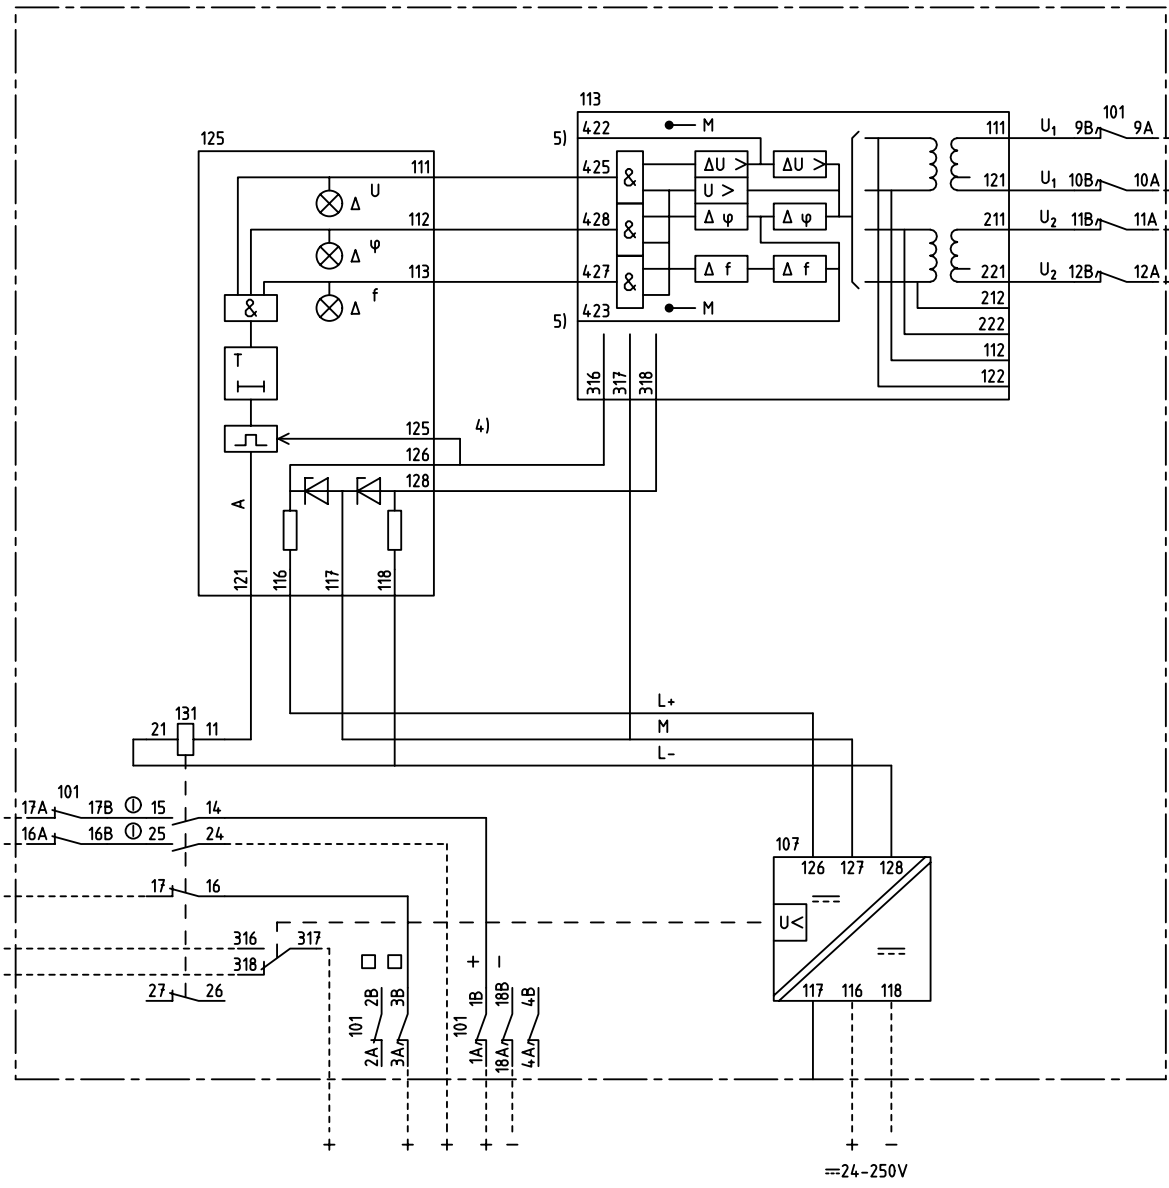 113
101
125
5) 422 M 111 U₁ 9B 9A
111 425 & ΔU > ΔU >
Δ U U > 121 U₁ 10B 10A
112 428 & Δ φ Δ φ 211 U₂ 11B 11A
Δ φ
113 427 & Δ f Δ f 221 U₂ 12B 12A
& Δ f 212
5) 423 M
222
T 112
316 317 318 122
125 4)
126
128
A
121 116 117 118
L+
131 M
21 11
L-
101
17A 17B 15 14
16A 16B 25 24
107
126 127 128
17 16
U<
316 317
318 + -
27 26 117 116 118
2B 3B 1B 18B 4B
101 101
2A 3A 1A 18A 4A
+ + + + - + -
⎓24-250V